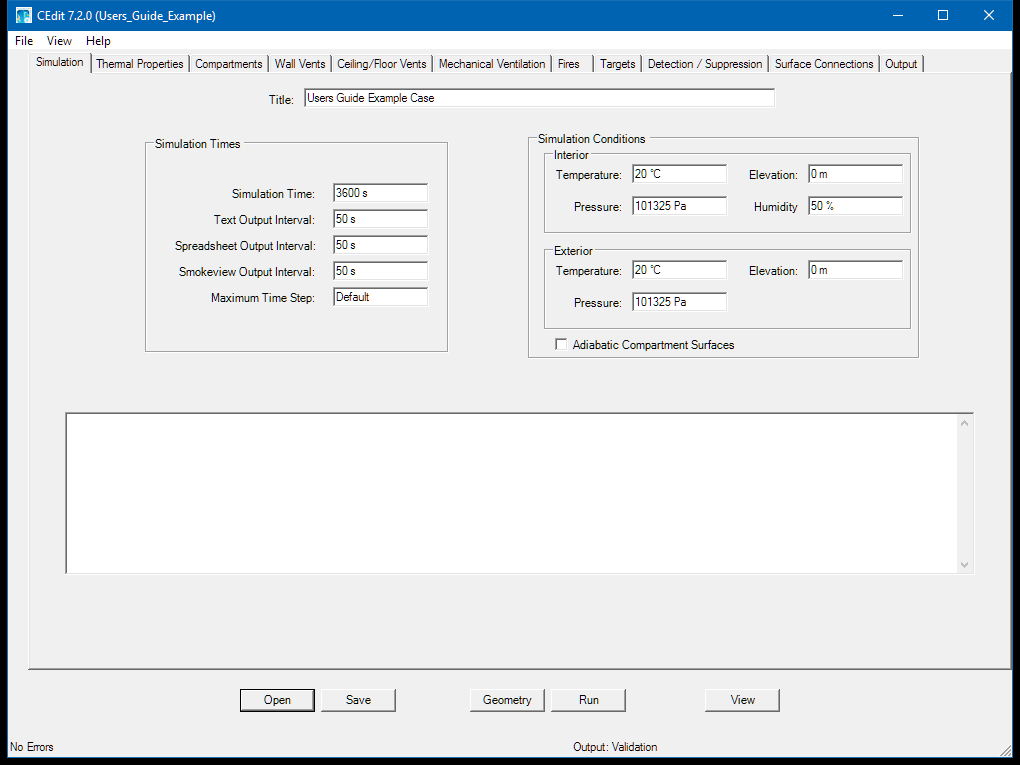 CEdit 7.2.0 (Users_Guide_Example)
File View Help
Simulation Thermal Properties Compartments Wall Vents Ceiling/Floor Vents Mechanical Ventilation Fires Targets Detection / Suppression Surface Connections Output
Title: Users Guide Example Case
Simulation Times
Simulation Time: 3600 s
Text Output Interval: 50 s
Spreadsheet Output Interval: 50 s
Smokeview Output Interval: 50 s
Maximum Time Step: Default
Simulation Conditions
Interior
Temperature: 20 °C Elevation: 0 m
Pressure: 101325 Pa Humidity 50 %
Exterior
Temperature: 20 °C Elevation: 0 m
Pressure: 101325 Pa
Adiabatic Compartment Surfaces
Open Save Geometry Run View
No Errors Output: Validation